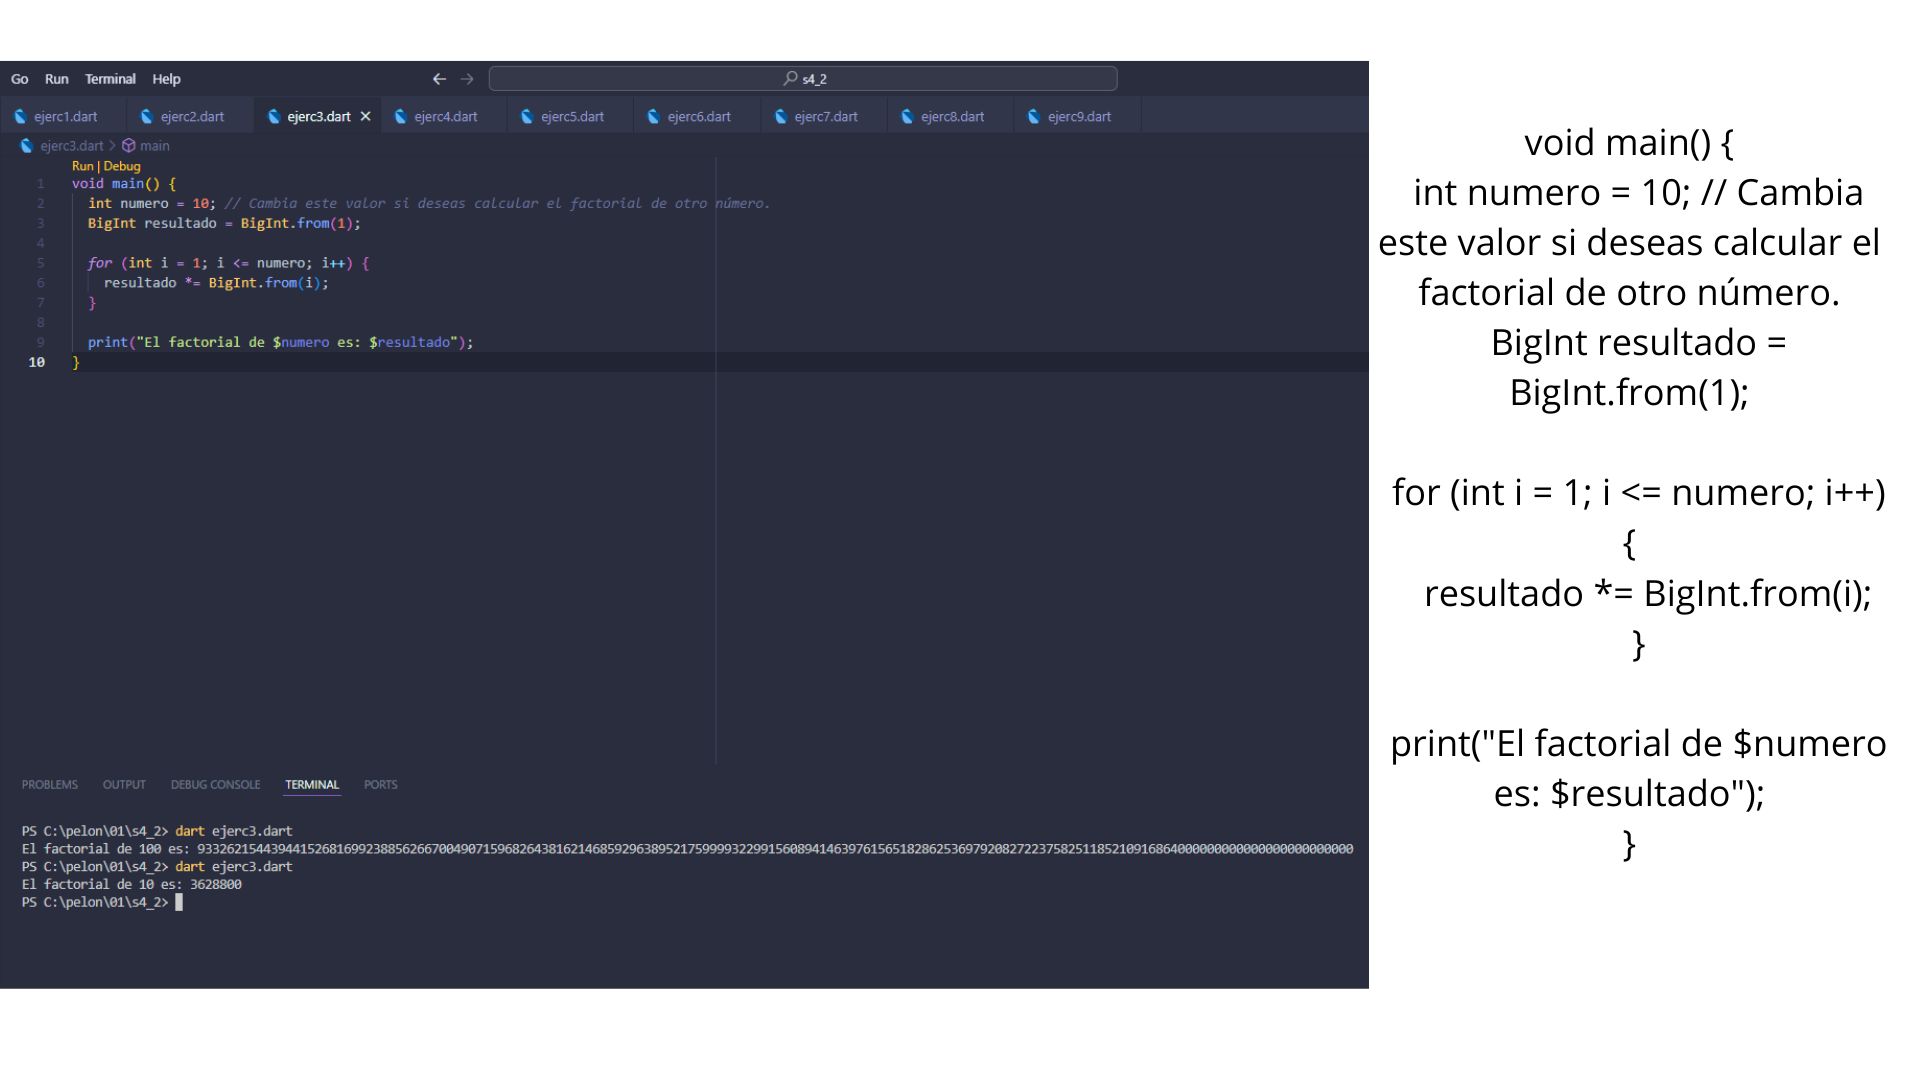 Go Run Terminal Help
s4_2
ejerc1.dart ejerc2.dart ejerc3.dart ejerc4.dart ejerc5.dart ejerc6.dart ejerc7.dart ejerc8.dart ejerc9.dart
ejerc3.dart > main
Run | Debug
1 void main() {
2 int numero = 10; // Cambia este valor si deseas calcular el factorial de otro número.
3 BigInt resultado = BigInt.from(1);
4
5 for (int i = 1; i <= numero; i++) {
6 resultado *= BigInt.from(i);
7 }
8
9 print("El factorial de $numero es: $resultado");
10 }
PROBLEMS OUTPUT DEBUG CONSOLE TERMINAL PORTS
PS C:\pelon\01\s4_2> dart ejerc3.dart
El factorial de 100 es: 93326215443944152681699238856266700490715968264381621468592963895217599993229915608941463976156518286253697920827223758251185210916864000000000000000000000000
PS C:\pelon\01\s4_2> dart ejerc3.dart
El factorial de 10 es: 3628800
PS C:\pelon\01\s4_2>
void main() {
int numero = 10; // Cambia
este valor si deseas calcular el
factorial de otro número.
BigInt resultado =
BigInt.from(1);
for (int i = 1; i <= numero; i++)
{
resultado *= BigInt.from(i);
}
print("El factorial de $numero
es: $resultado");
}